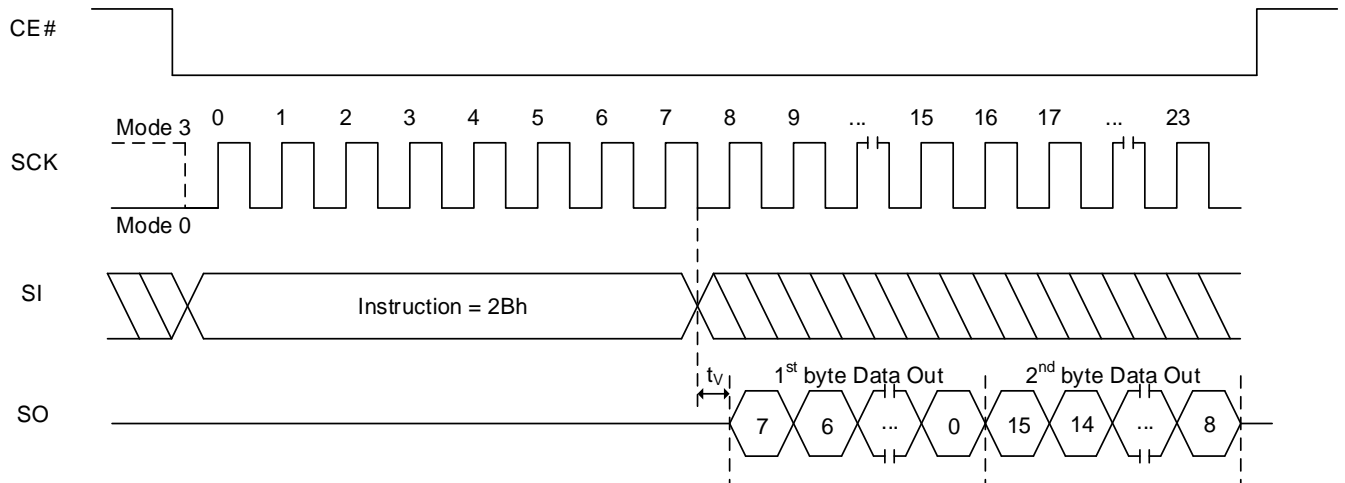 CE#
0 1 2 3 4 5 6 7 8 9 ... 15 16 17 ... 23
Mode 3
SCK
Mode 0
SI
Instruction = 2Bh
tV 1st byte Data Out 2nd byte Data Out
SO
7 6 ... 0 15 14 ... 8